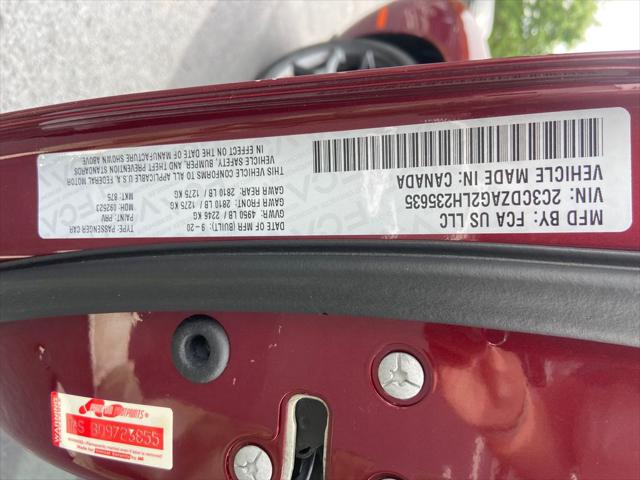 MFD BY: FCA US LLC
VIN: 2C3CDZAG2LH235635
VEHICLE MADE IN: CANADA
DATE OF MFR (BUILT): 9-20
GVWR: 4950 LB 2246 KG
GAWR FRONT: 2810 LB / 1275 KG
GAWR REAR: 2810 LB / 1275 KG
THIS VEHICLE CONFORMS TO ALL APPLICABLE U.S. FEDERAL MOTOR
VEHICLE SAFETY, BUMPER, AND THEFT PREVENTION STANDARDS
IN EFFECT ON THE DATE OF MANUFACTURE SHOWN ABOVE
TYPE: PASSENGER CAR
PAINT: PRV
MDH: 092523
MKT: 875
WARRANTY